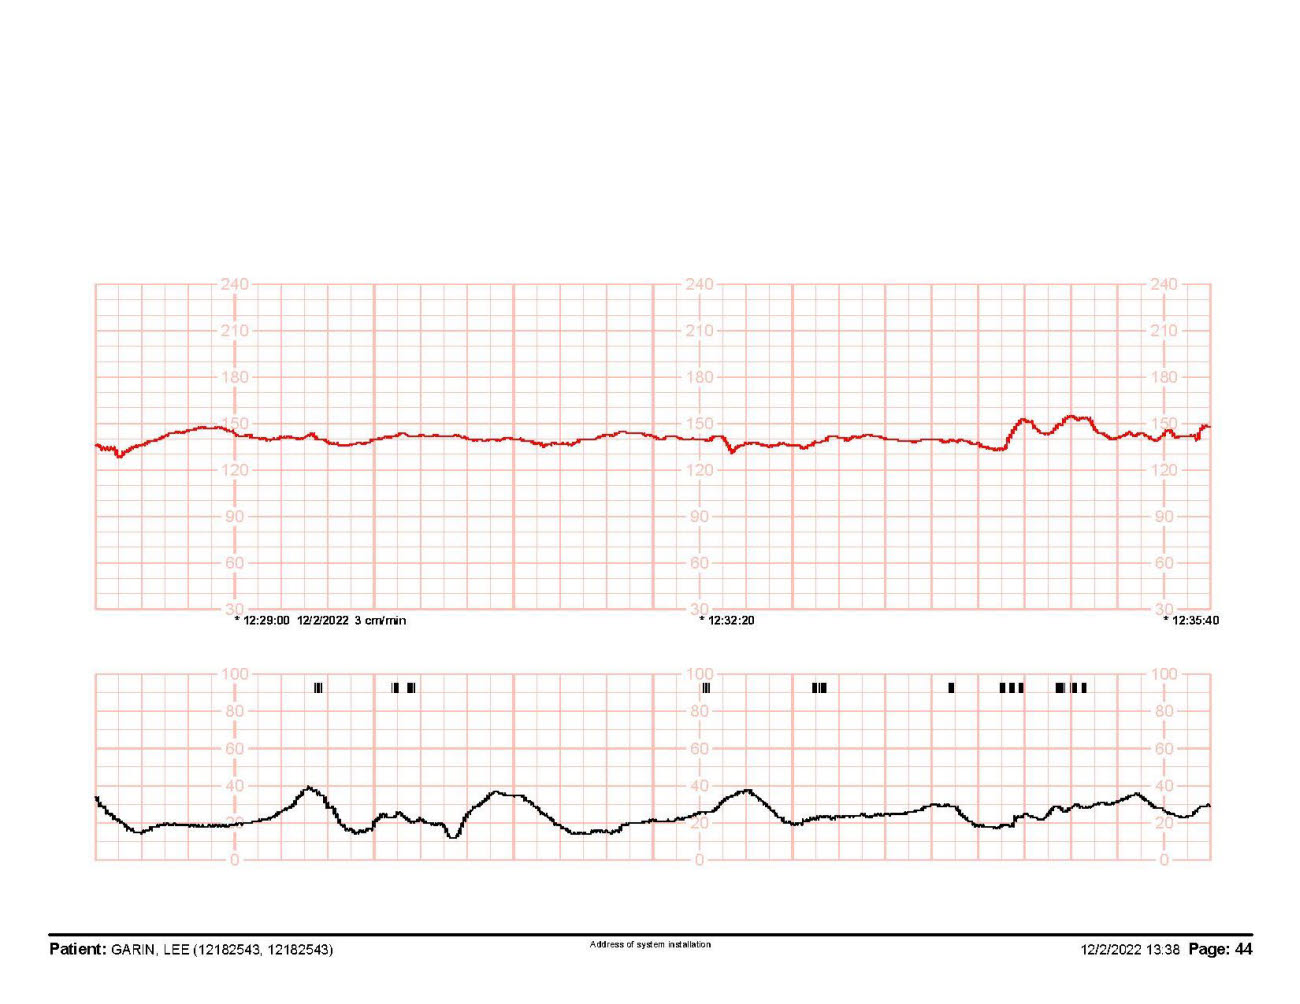 240 240 240
210 210 210
180 180 180
150 150 150
120 120 120
90 90 90
60 60 60
30 30 30
* 12:29:00 12/2/2022 3 cm/min * 12:32:20 * 12:35:40
100 100 100
80 80 80
60 60 60
40 40 40
20 20 20
0 0 0
Patient: GARIN, LEE (12182543, 12182543) Address of system installation 12/2/2022 13:38 Page: 44